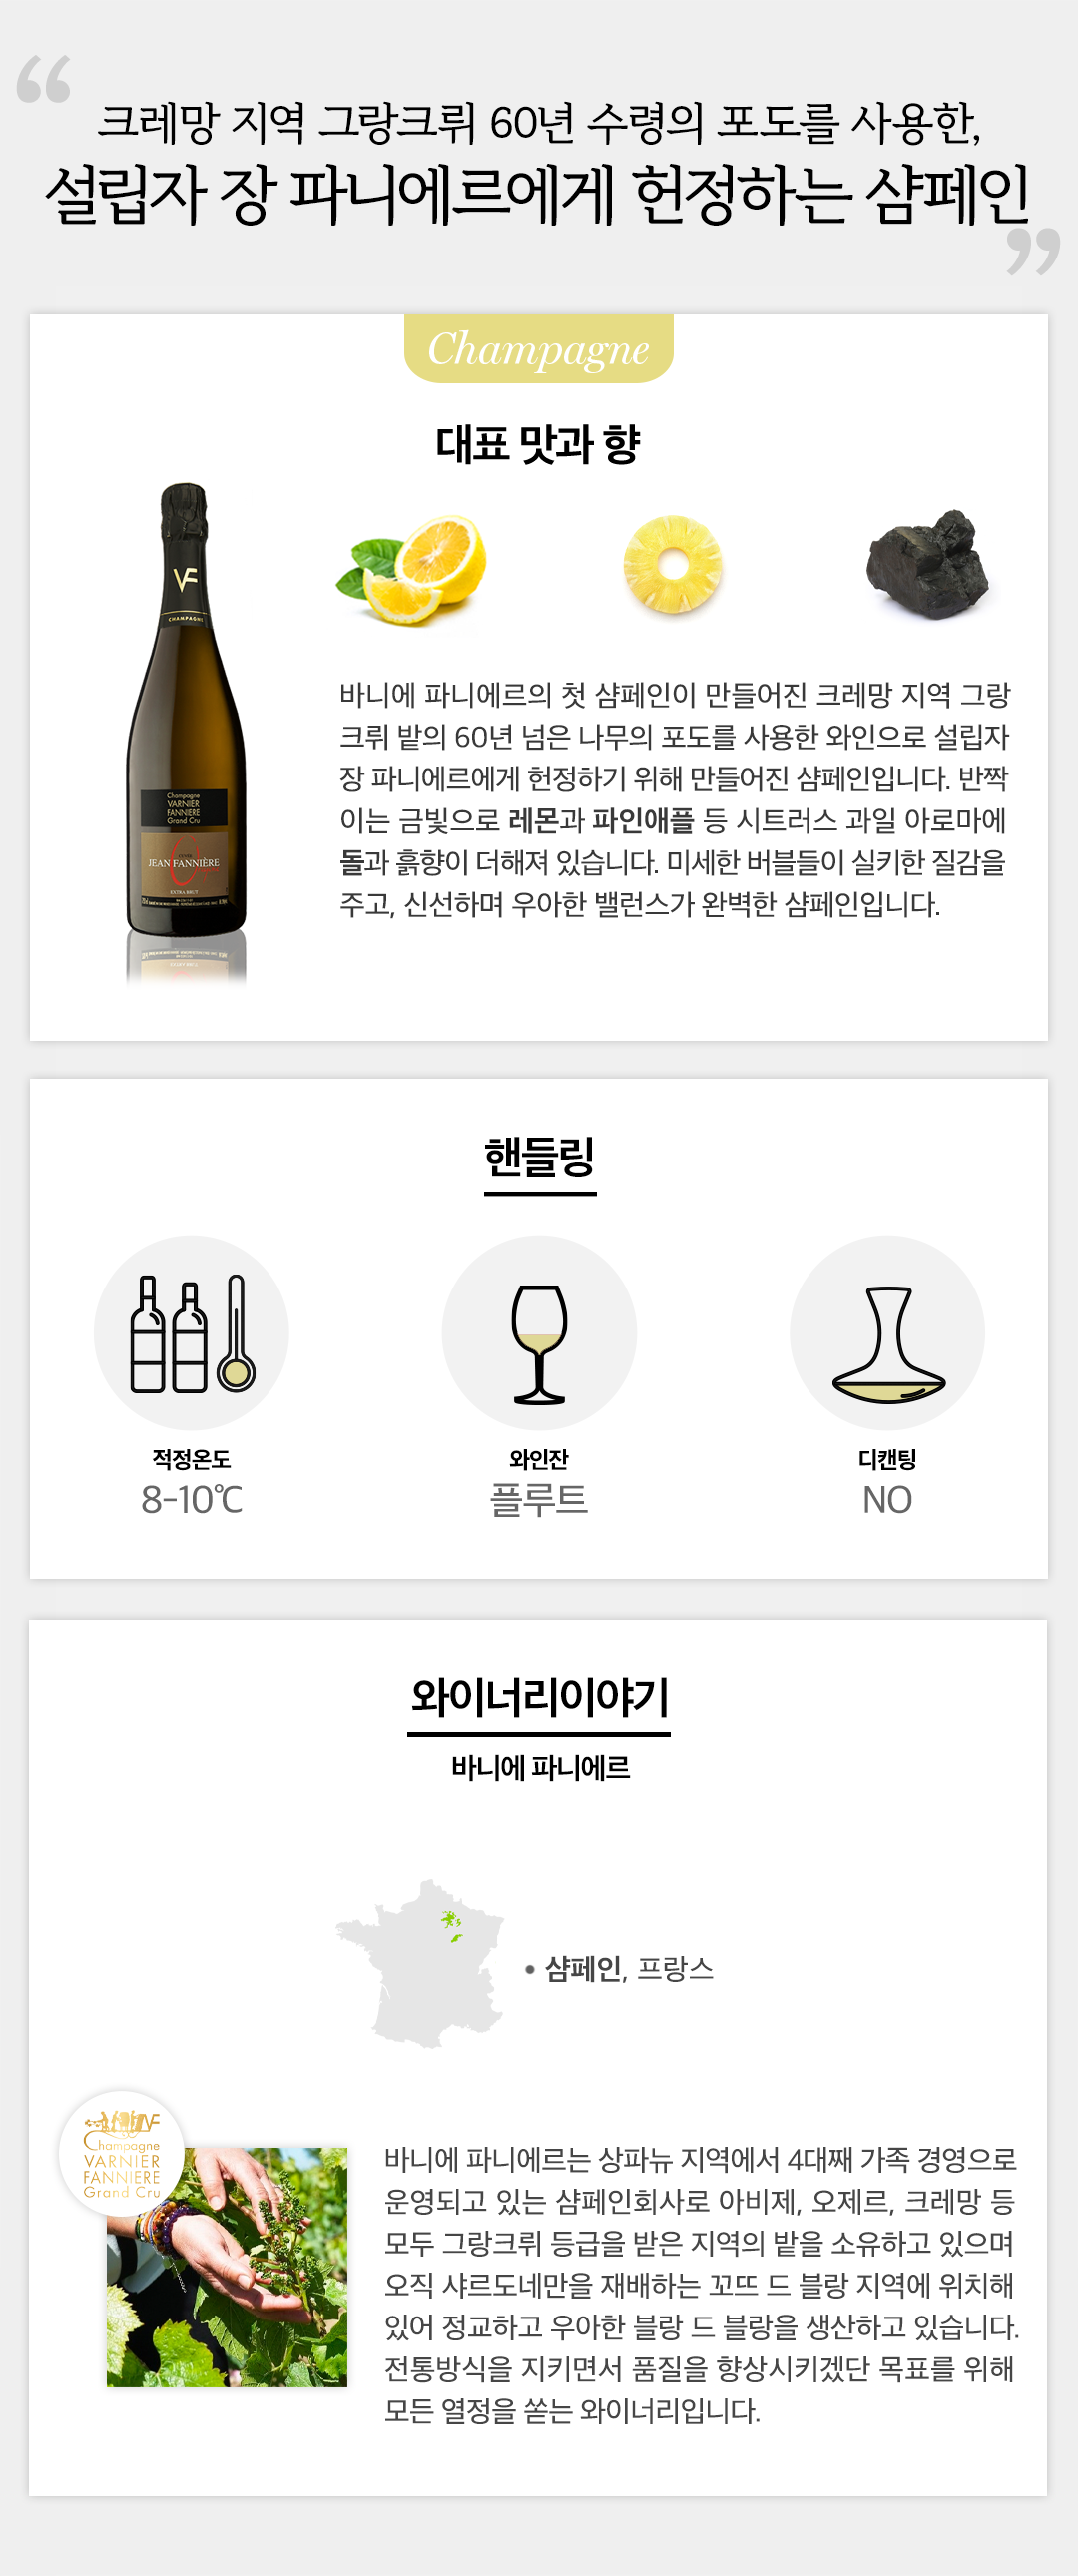 “
크레망 지역 그랑크뤼 60년 수령의 포도를 사용한,
설립자 장 파니에르에게 헌정하는 샴페인
”
Champagne
대표 맛과 향
VF
CHAMPAGNE
Champagne
VARNIER
FANNIERE
Grand Cru
JEAN FANNIÈRE
EXTRA BRUT
바니에 파니에르의 첫 샴페인이 만들어진 크레망 지역 그랑
크뤼 밭의 60년 넘은 나무의 포도를 사용한 와인으로 설립자
장 파니에르에게 헌정하기 위해 만들어진 샴페인입니다. 반짝
이는 금빛으로 레몬과 파인애플 등 시트러스 과일 아로마에
돌과 흙향이 더해져 있습니다. 미세한 버블들이 실키한 질감을
주고, 신선하며 우아한 밸런스가 완벽한 샴페인입니다.
핸들링
적정온도
8-10℃
와인잔
플루트
디캔팅
NO
와이너리이야기
바니에 파니에르
• 샴페인, 프랑스
Champagne
VARNIER
FANNIERE
Grand Cru
바니에 파니에르는 상파뉴 지역에서 4대째 가족 경영으로
운영되고 있는 샴페인회사로 아비제, 오제르, 크레망 등
모두 그랑크뤼 등급을 받은 지역의 밭을 소유하고 있으며
오직 샤르도네만을 재배하는 꼬뜨 드 블랑 지역에 위치해
있어 정교하고 우아한 블랑 드 블랑을 생산하고 있습니다.
전통방식을 지키면서 품질을 향상시키겠단 목표를 위해
모든 열정을 쏟는 와이너리입니다.